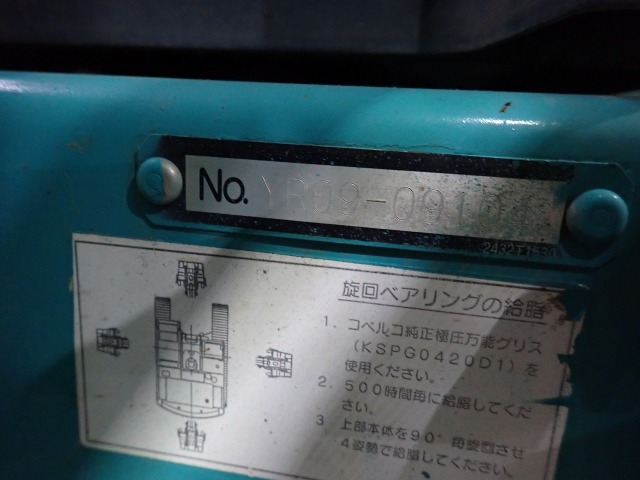 No. YR09-09101
2432T1530
旋回ベアリングの給脂
1. コベルコ純正極圧万能グリス
(KSPG0420D1)を
使用ください。
2. 500時間毎に給脂してくだ
さい。
3 上部本体を90°毎旋回させ
4姿勢で給脂してください。